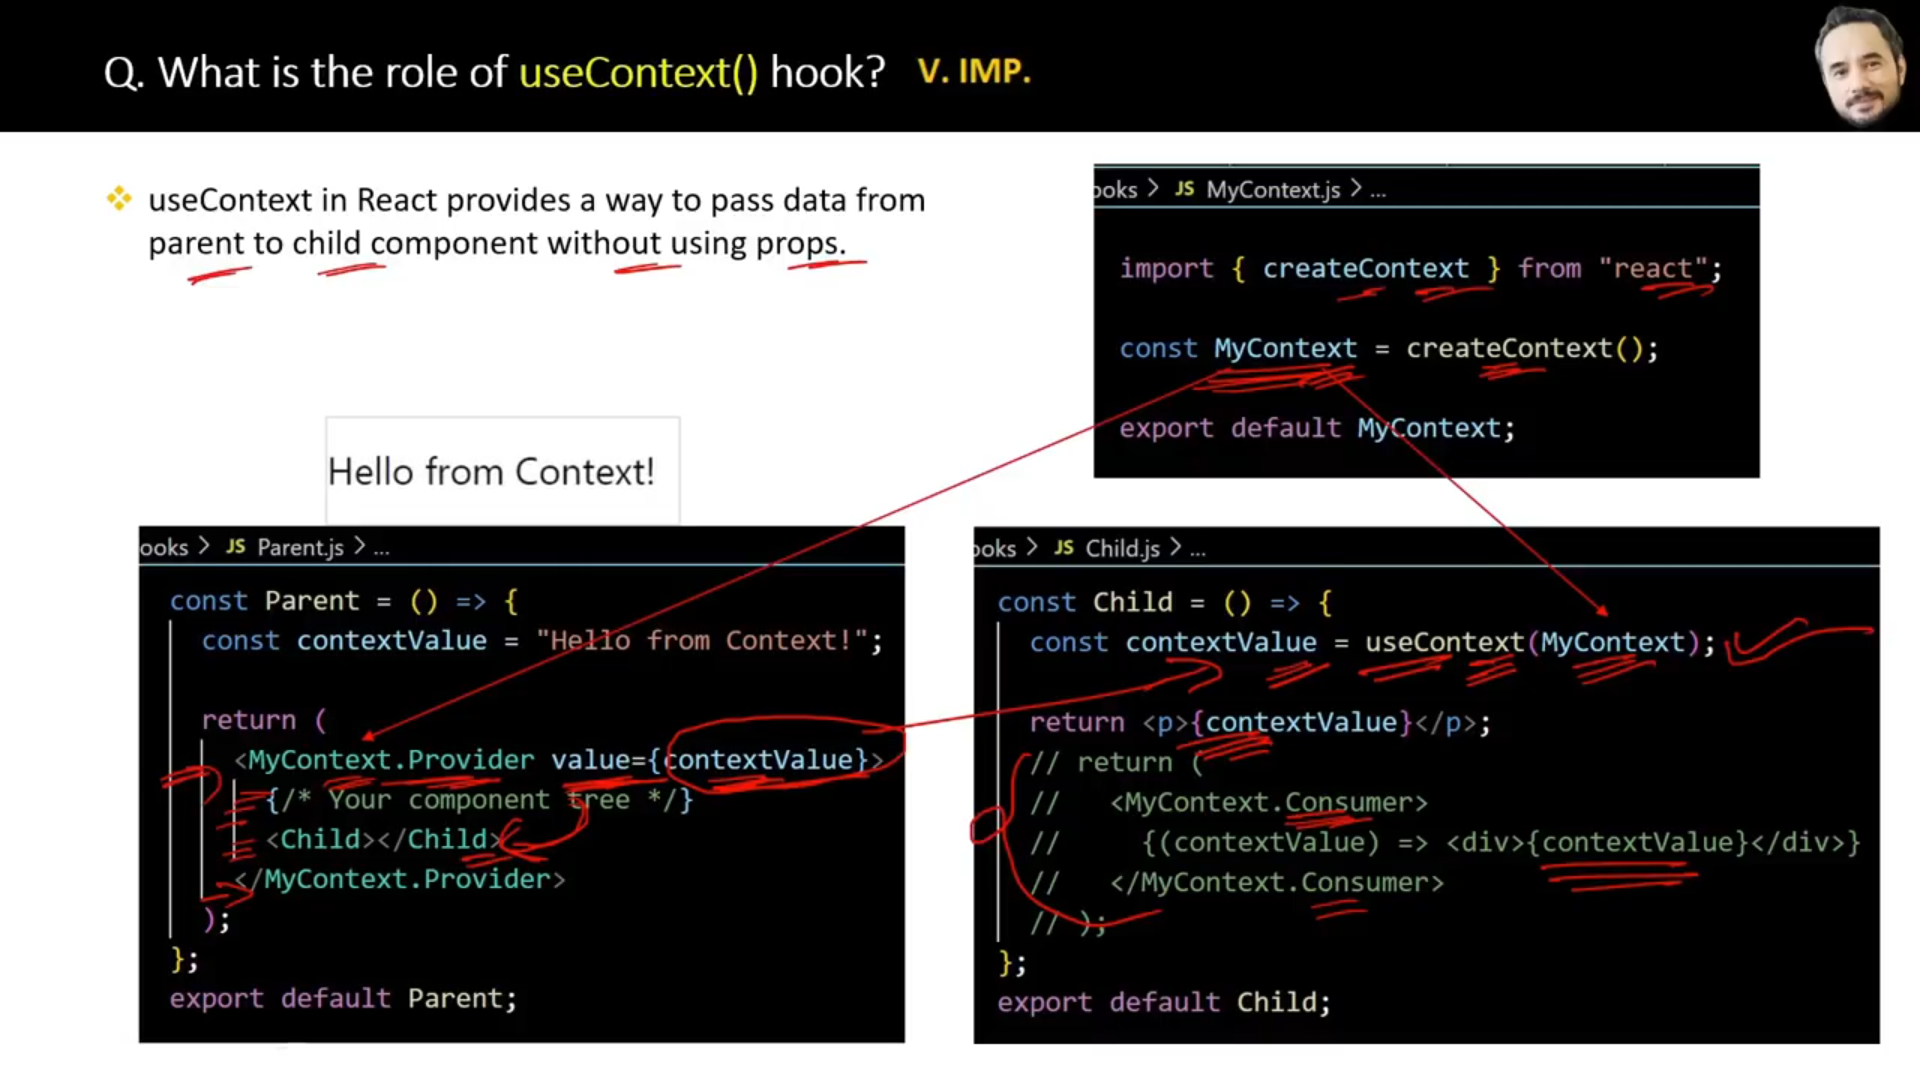 Q. What is the role of useContext() hook? V. IMP.
useContext in React provides a way to pass data from
parent to child component without using props.
ooks > JS MyContext.js > ...
import { createContext } from "react";
const MyContext = createContext();
export default MyContext;
Hello from Context!
ooks > JS Parent.js > ...
const Parent = () => {
const contextValue = "Hello from Context!";
return (
<MyContext.Provider value={contextValue}>
{/* Your component tree */}
<Child></Child>
</MyContext.Provider>
);
};
export default Parent;
ooks > JS Child.js > ...
const Child = () => {
const contextValue = useContext(MyContext);
return <p>{contextValue}</p>;
// return (
//   <MyContext.Consumer>
//     {(contextValue) => <div>{contextValue}</div>}
//   </MyContext.Consumer>
// );
};
export default Child;